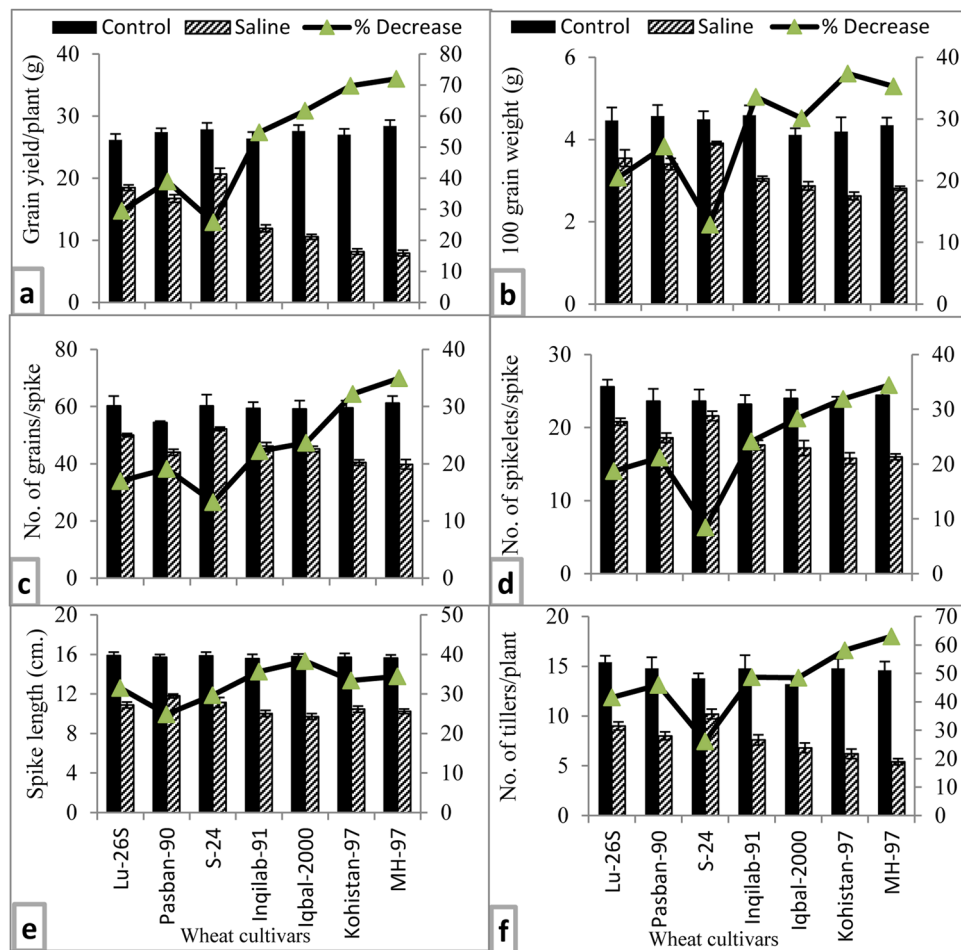 Control Saline % Decrease
Control Saline % Decrease
Grain yield/plant (g)
40
30
20
10
0
80
70
60
50
40
30
20
10
0
a
100 grain weight (g)
6
4
2
0
40
30
20
10
0
b
No. of grains/spike
80
60
40
20
0
40
30
20
10
0
c
No. of spikelets/spike
30
20
10
0
40
30
20
10
0
d
Spike length (cm.)
20
16
12
8
4
0
50
40
30
20
10
0
Lu-26S
Pasban-90
S-24
Inqilab-91
Iqbal-2000
Kohistan-97
MH-97
Wheat cultivars
e
No. of tillers/plant
20
15
10
5
0
70
60
50
40
30
20
10
0
Lu-26S
Pasban-90
S-24
Inqilab-91
Iqbal-2000
Kohistan-97
MH-97
Wheat cultivars
f